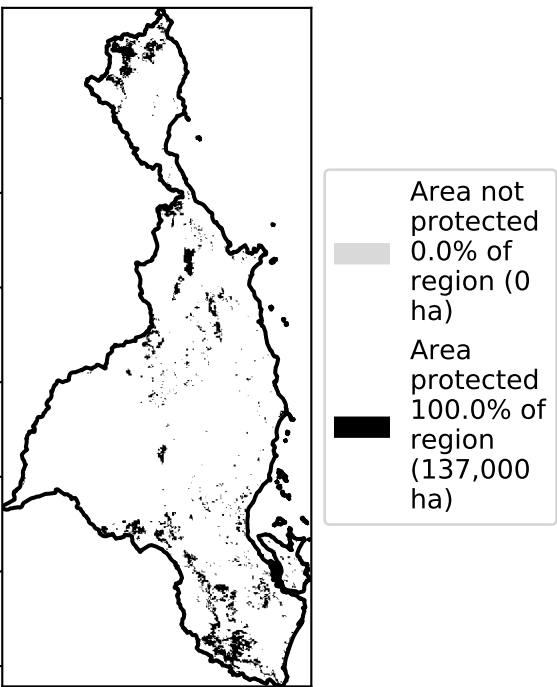 Area not
protected
0.0% of
region (0
ha)
Area
protected
100.0% of
region
(137,000
ha)